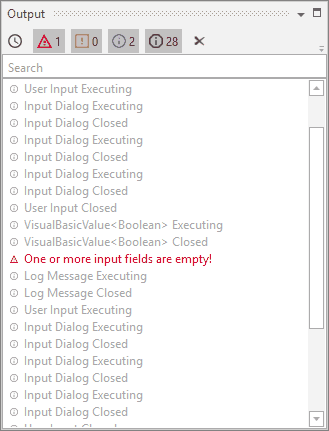 Output
1 0 2 28
Search
User Input Executing
Input Dialog Executing
Input Dialog Closed
Input Dialog Executing
Input Dialog Closed
Input Dialog Executing
Input Dialog Closed
User Input Closed
VisualBasicValue<Boolean> Executing
VisualBasicValue<Boolean> Closed
One or more input fields are empty!
Log Message Executing
Log Message Closed
User Input Executing
Input Dialog Executing
Input Dialog Closed
Input Dialog Executing
Input Dialog Closed
Input Dialog Executing
Input Dialog Closed